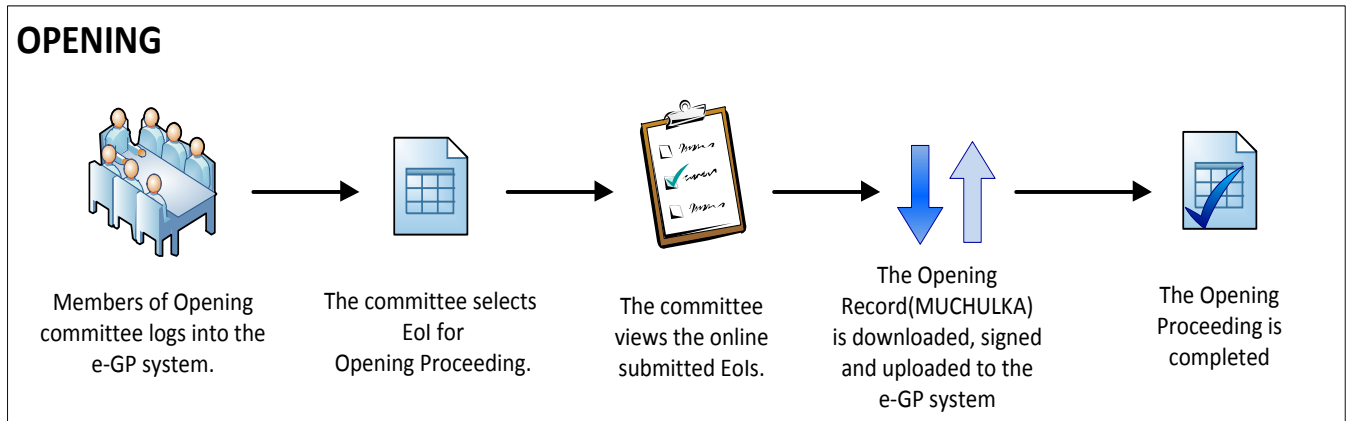 OPENING
Members of Opening
committee logs into the
e-GP system.
The committee selects
EoI for
Opening Proceeding.
The committee
views the online
submitted EoIs.
The Opening
Record(MUCHULKA)
is downloaded, signed
and uploaded to the
e-GP system
The Opening
Proceeding is
completed